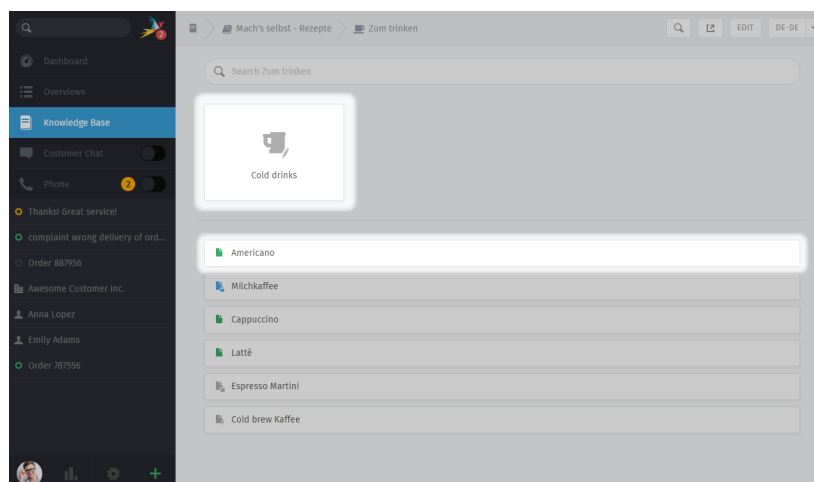 2
Dashboard
Overviews
Knowledge Base
Customer Chat
Phone 2
Thanks! Great service!
complaint wrong delivery of ord...
Order 887956
Awesome Customer Inc.
Anna Lopez
Emily Adams
Order 787556
Mach's selbst - Rezepte Zum trinken
EDIT DE-DE
Search Zum trinken
Cold drinks
Americano
Milchkaffee
Cappuccino
Latté
Espresso Martini
Cold brew Kaffee